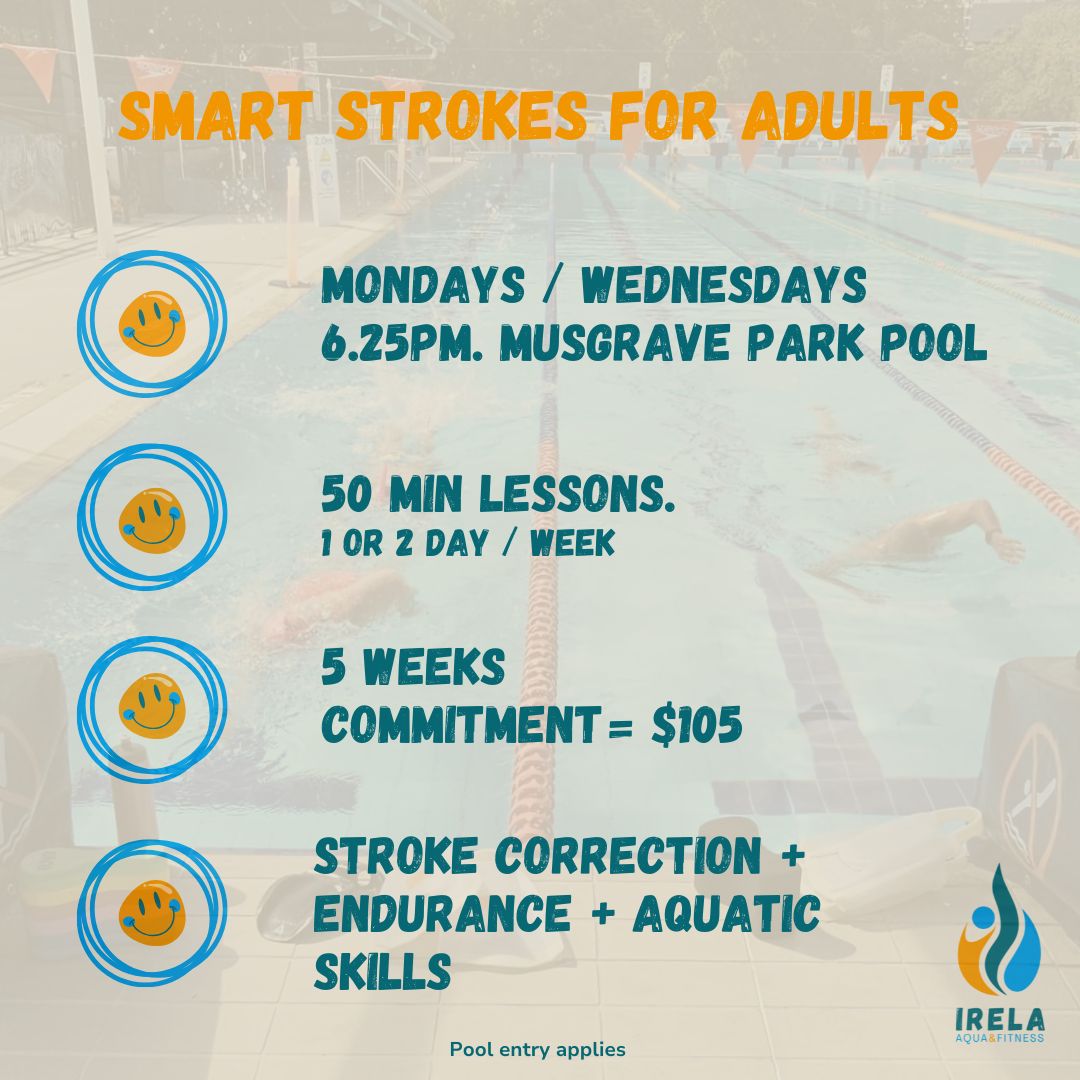 SMART STROKES FOR ADULTS
MONDAYS / WEDNESDAYS
6.25PM. MUSGRAVE PARK POOL
50 MIN LESSONS.
1 OR 2 DAY / WEEK
5 WEEKS
COMMITMENT = $105
STROKE CORRECTION +
ENDURANCE + AQUATIC
SKILLS
IRELA
AQUA&FITNESS
Pool entry applies